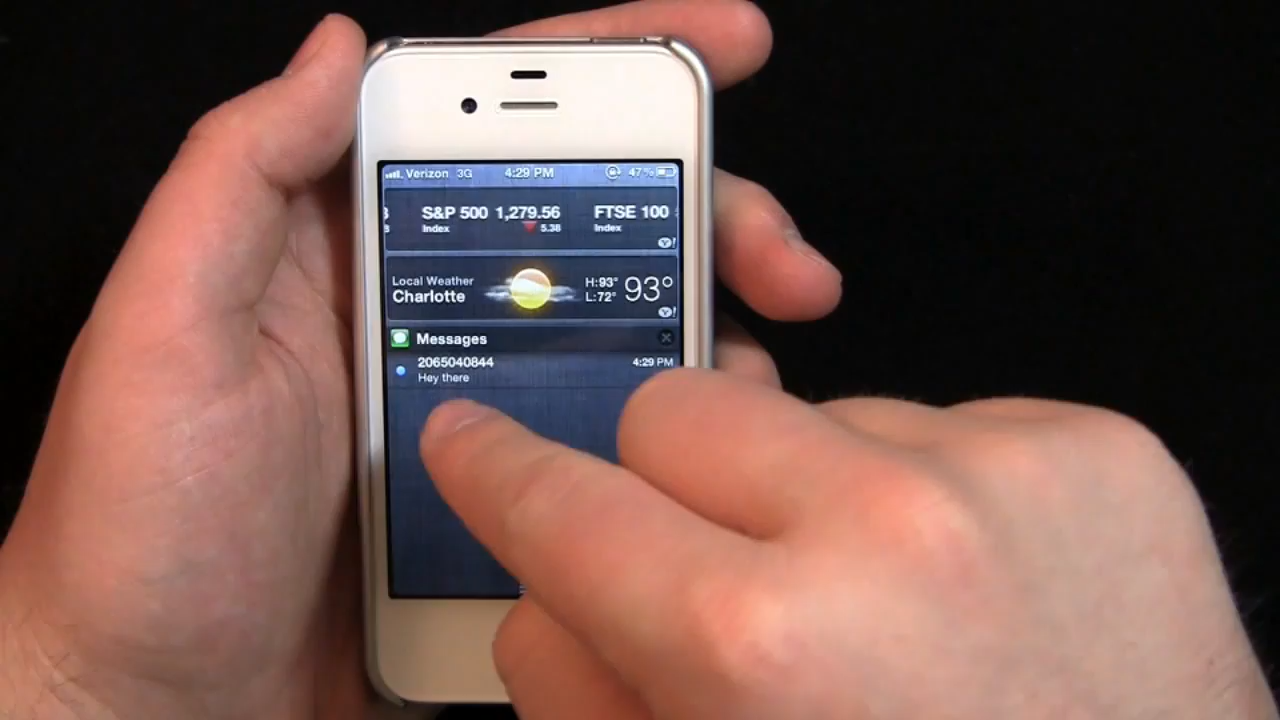 Verizon 3G 4:29 PM 47%
S&P 500 1,279.56 FTSE 100
Index 5.38 Index
Y!
Local Weather
Charlotte
H:93°
L:72°
93°
Y!
Messages
2065040844 4:29 PM
Hey there